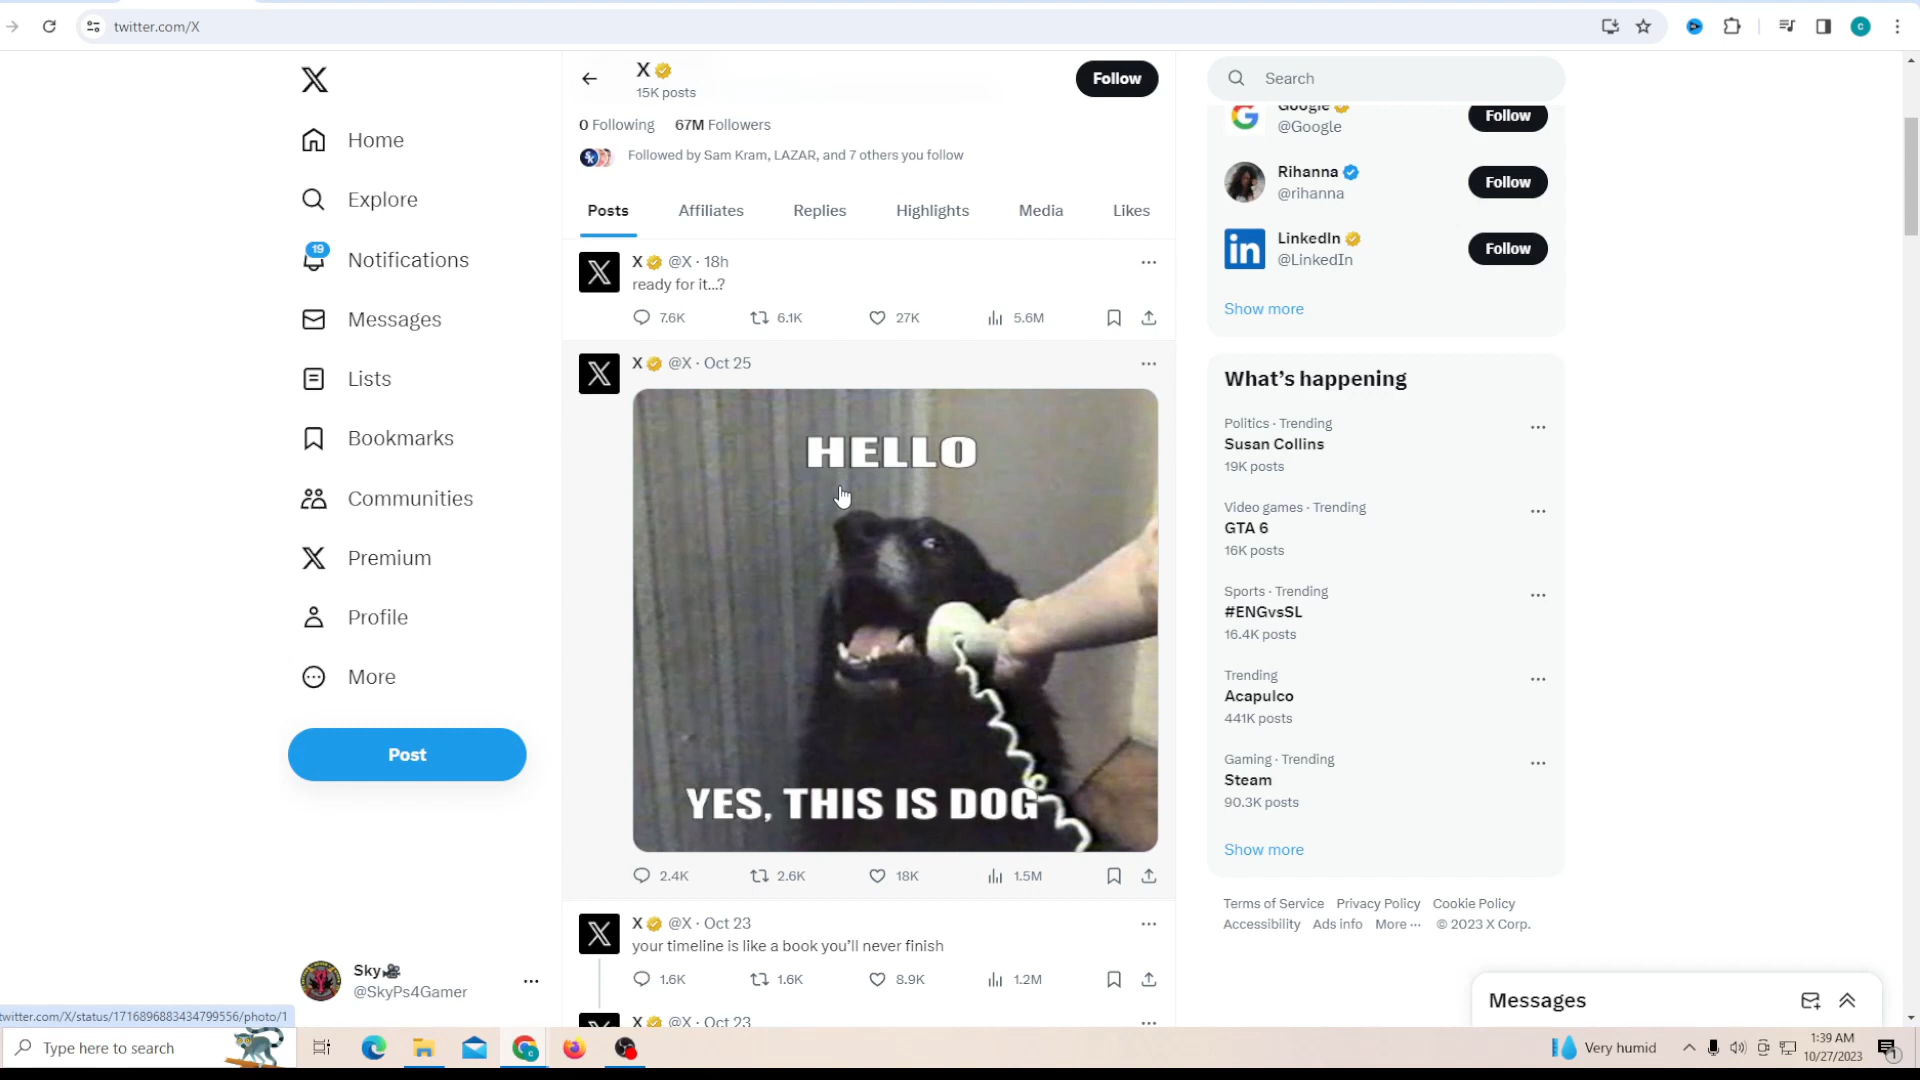 twitter.com/X
X
15K posts
Follow
0 Following 67M Followers
Followed by Sam Kram, LAZAR, and 7 others you follow
Posts Affiliates Replies Highlights Media Likes
Home
Explore
19
Notifications
Messages
Lists
Bookmarks
Communities
Premium
Profile
More
Post
Sky
@SkyPs4Gamer
X @X · 18h
ready for it...?
7.6K 6.1K 27K 5.6M
X @X · Oct 25
HELLO
YES, THIS IS DOG
2.4K 2.6K 18K 1.5M
X @X · Oct 23
your timeline is like a book you'll never finish
1.6K 1.6K 8.9K 1.2M
X @X · Oct 23
Search
Google
@Google
Follow
Rihanna
@rihanna
Follow
LinkedIn
@LinkedIn
Follow
Show more
What's happening
Politics · Trending
Susan Collins
19K posts
Video games · Trending
GTA 6
16K posts
Sports · Trending
#ENGvsSL
16.4K posts
Trending
Acapulco
441K posts
Gaming · Trending
Steam
90.3K posts
Show more
Terms of Service Privacy Policy Cookie Policy
Accessibility Ads info More ··· © 2023 X Corp.
Messages
twitter.com/X/status/1716896883434799556/photo/1
Type here to search
Very humid
1:39 AM
10/27/2023
1